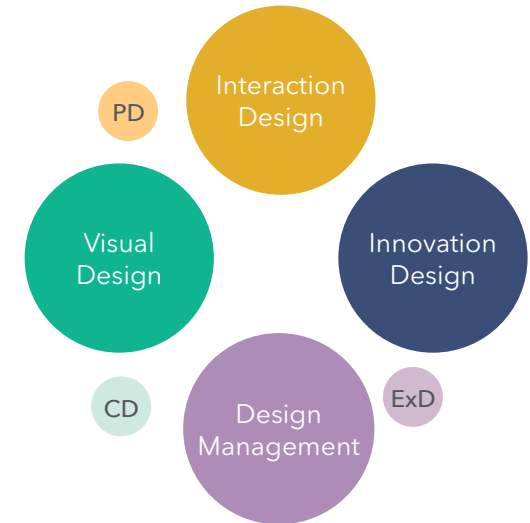 Interaction
Design
PD
Visual
Design
Innovation
Design
CD
ExD
Design
Management